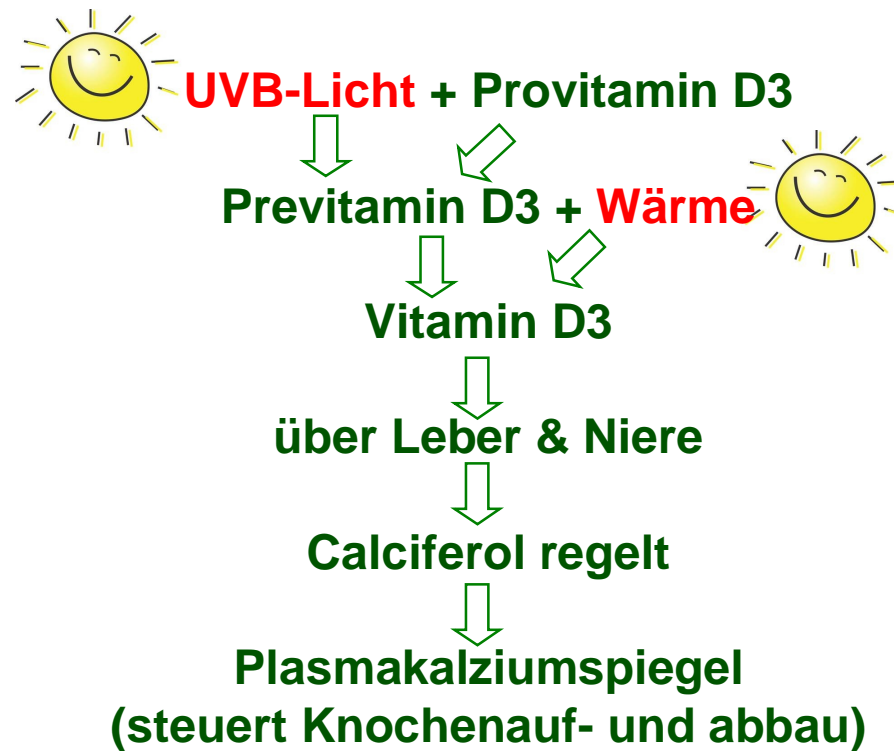 UVB-Licht + Provitamin D3
Previtamin D3 + Wärme
Vitamin D3
über Leber & Niere
Calciferol regelt
Plasmakalziumspiegel
(steuert Knochenauf- und abbau)